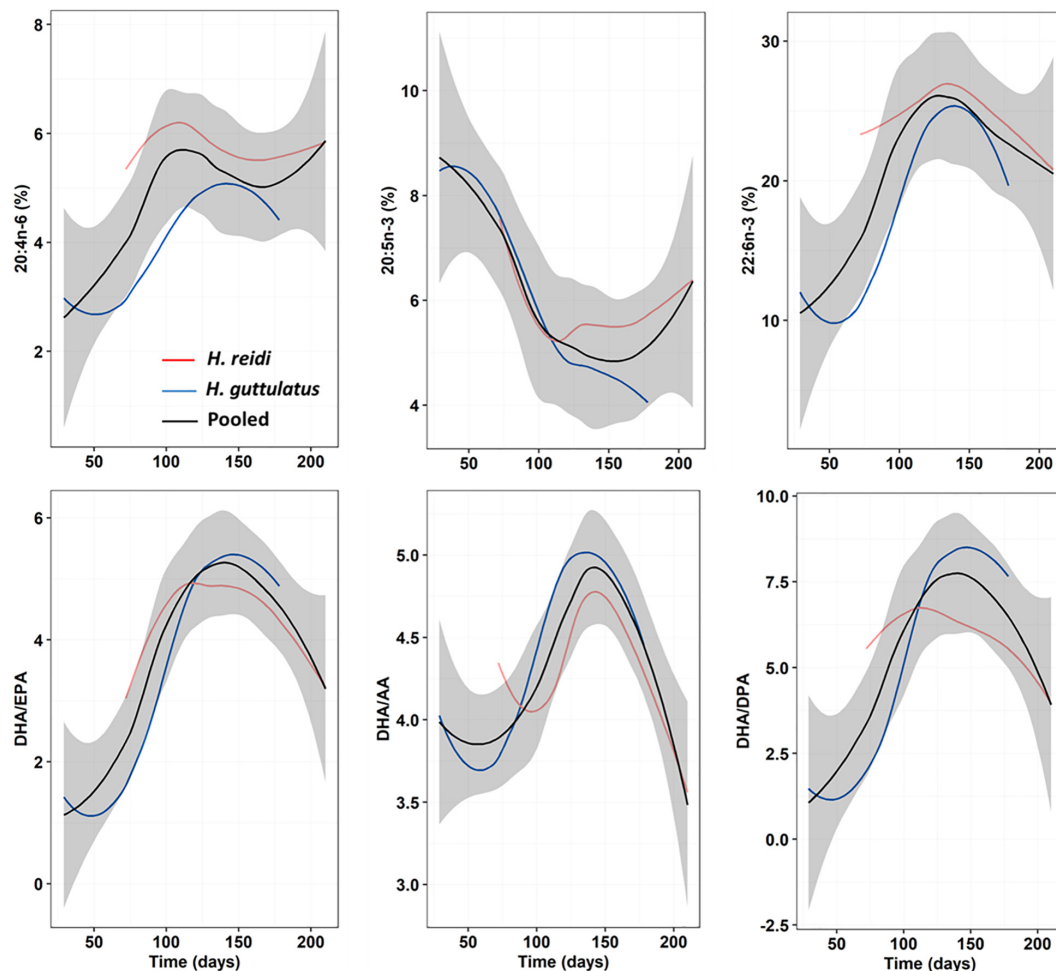 20:4n-6 (%)
8
6
4
2
50 100 150 200
H. reidi
H. guttulatus
Pooled
20:5n-3 (%)
10
8
6
4
50 100 150 200
22:6n-3 (%)
30
20
10
50 100 150 200
DHA/EPA
6
4
2
0
50 100 150 200
Time (days)
DHA/AA
5.0
4.5
4.0
3.5
3.0
50 100 150 200
Time (days)
DHA/DPA
10.0
7.5
5.0
2.5
0.0
-2.5
50 100 150 200
Time (days)